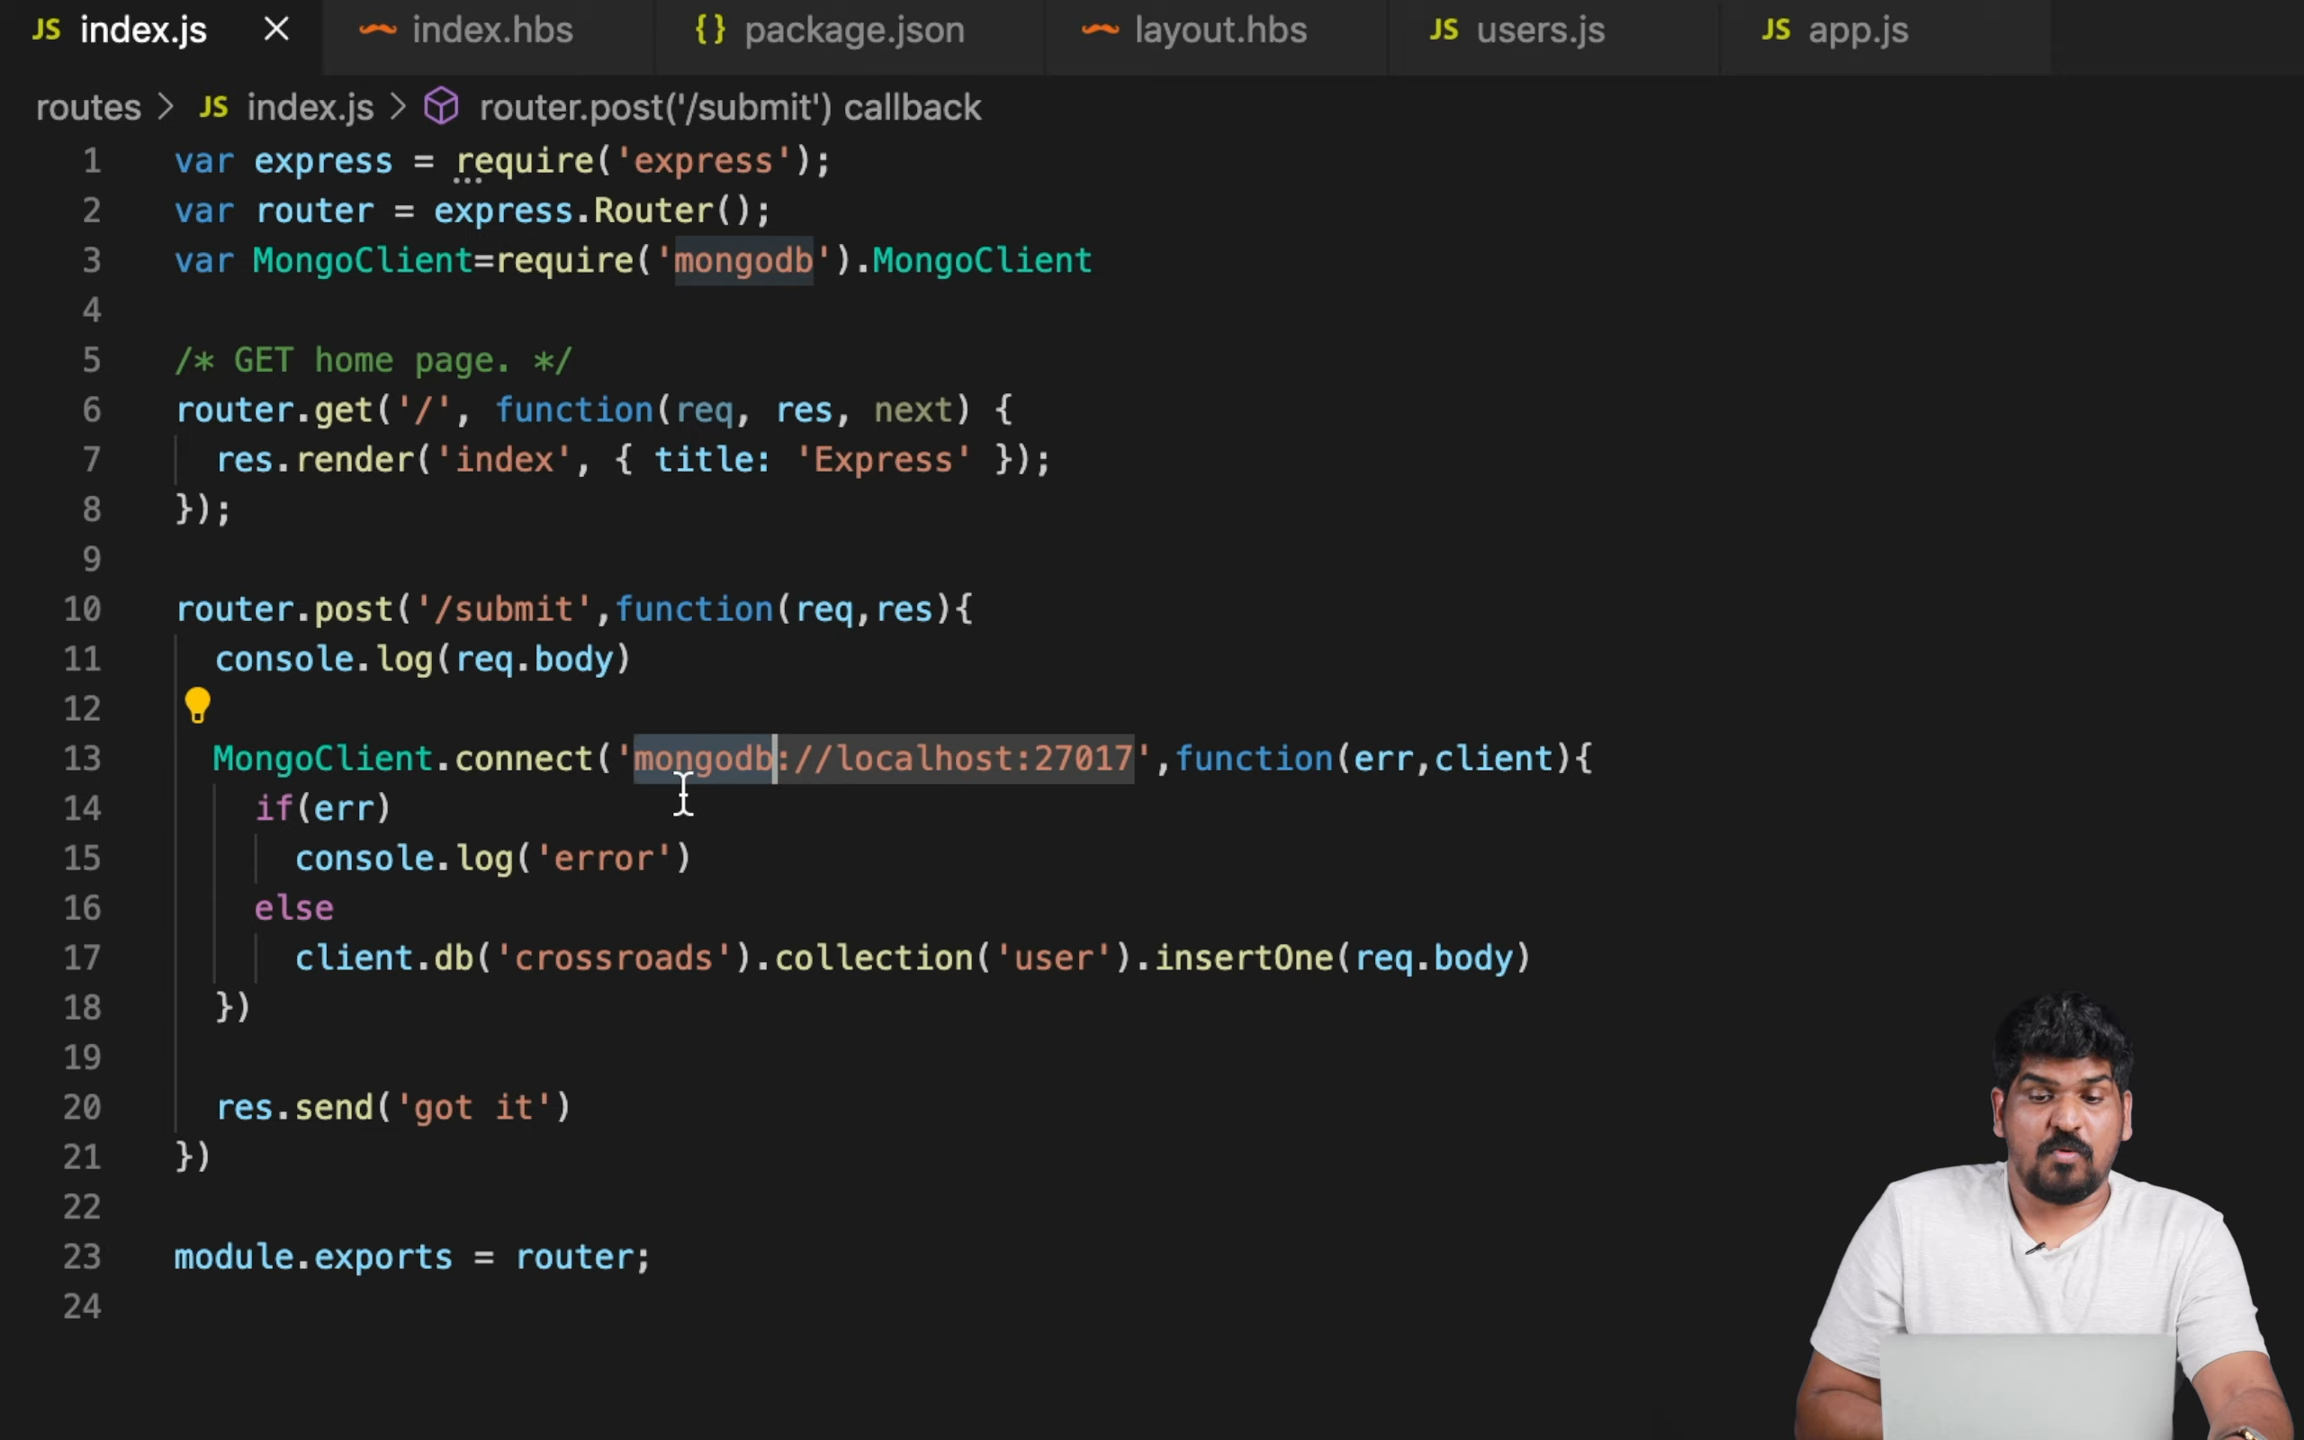 JS index.js × index.hbs {} package.json layout.hbs JS users.js JS app.js
routes > JS index.js > router.post('/submit') callback
1 var express = require('express');
2 var router = express.Router();
3 var MongoClient=require('mongodb').MongoClient
4
5 /* GET home page. */
6 router.get('/', function(req, res, next) {
7 res.render('index', { title: 'Express' });
8 });
9
10 router.post('/submit',function(req,res){
11 console.log(req.body)
12
13 MongoClient.connect('mongodb://localhost:27017',function(err,client){
14 if(err)
15 console.log('error')
16 else
17 client.db('crossroads').collection('user').insertOne(req.body)
18 })
19
20 res.send('got it')
21 })
22
23 module.exports = router;
24